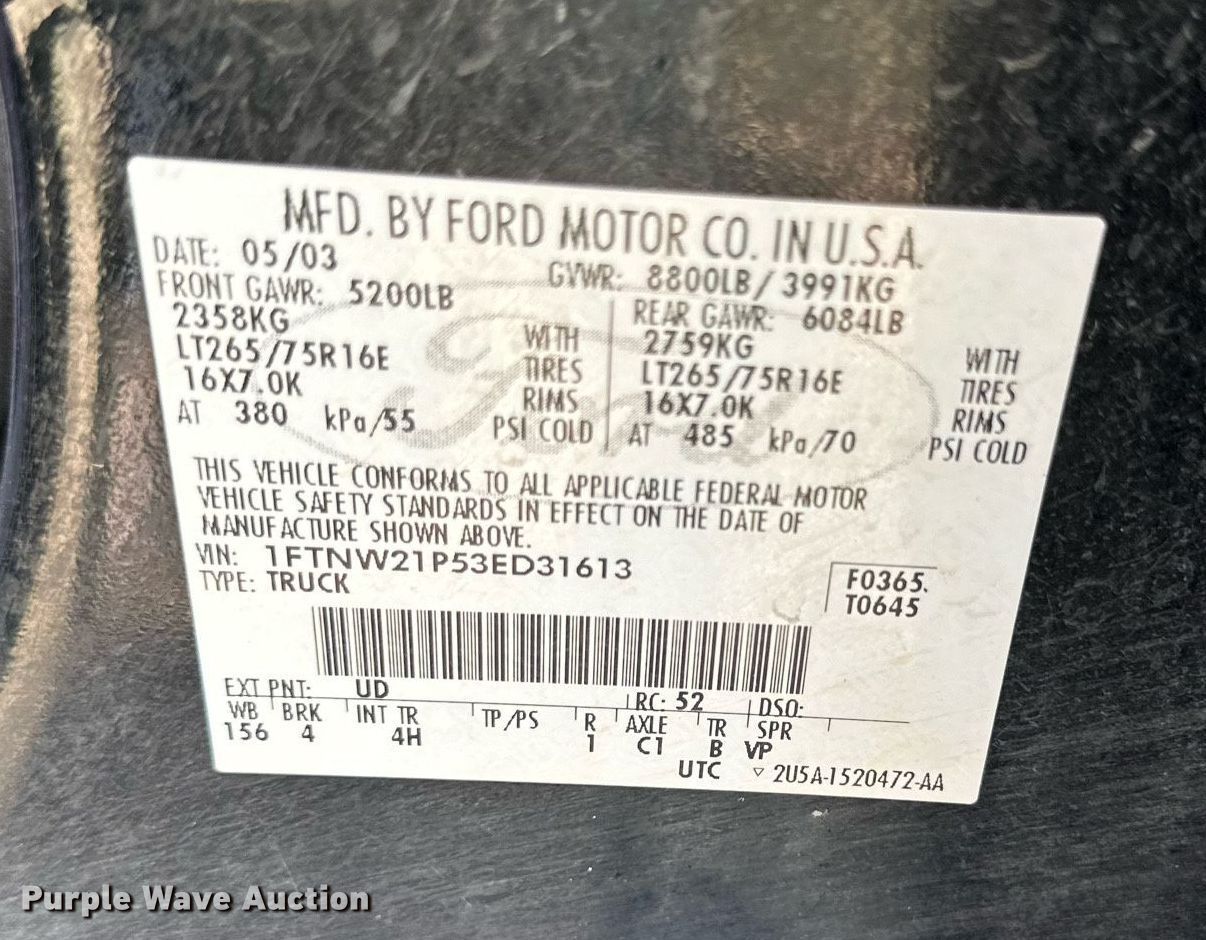 MFD. BY FORD MOTOR CO. IN U.S.A.
DATE: 05/03 GVWR: 8800LB / 3991KG
FRONT GAWR: 5200LB REAR GAWR: 6084LB
2358KG WITH 2759KG WITH
LT265/75R16E TIRES LT265/75R16E TIRES
16X7.0K RIMS 16X7.0K RIMS
AT 380 kPa/55 PSI COLD AT 485 kPa/70 PSI COLD
THIS VEHICLE CONFORMS TO ALL APPLICABLE FEDERAL MOTOR
VEHICLE SAFETY STANDARDS IN EFFECT ON THE DATE OF
MANUFACTURE SHOWN ABOVE.
VIN: 1FTNW21P53ED31613 F0365.
TYPE: TRUCK T0645
EXT PNT: UD RC: 52 DSO:
WB BRK INT TR TP/PS R AXLE TR SPR
156 4 4H 1 C1 B VP
UTC ▽ 2U5A-1520472-AA
Ford
Purple Wave Auction